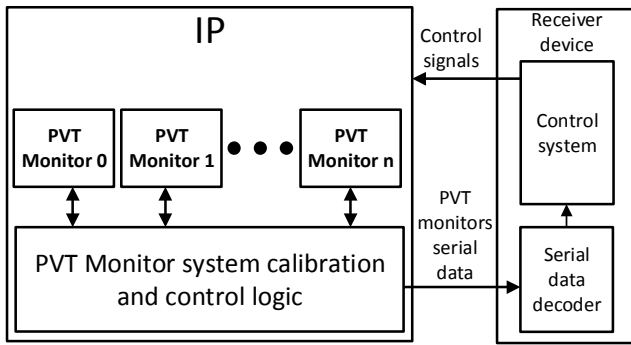 IP
PVT
Monitor 0
PVT
Monitor 1
PVT
Monitor n
PVT Monitor system calibration
and control logic
Control
signals
PVT
monitors
serial
data
Receiver
device
Control
system
Serial
data
decoder